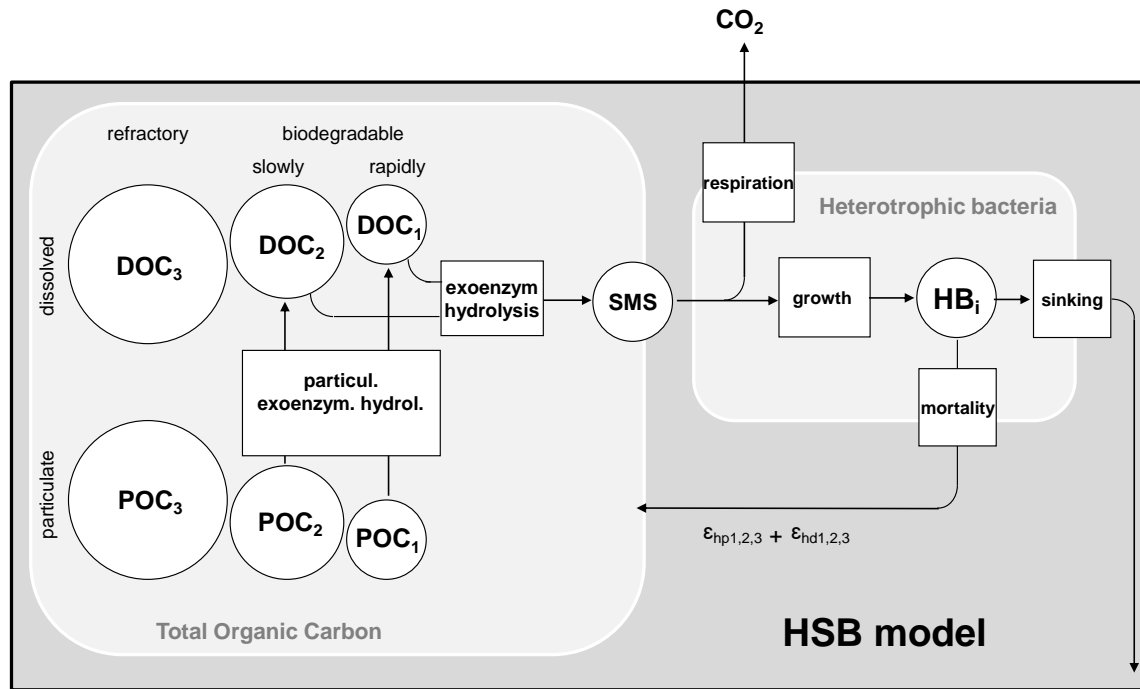 CO₂
refractory
biodegradable
slowly
rapidly
dissolved
DOC₃
DOC₂
DOC₁
exoenzym
hydrolysis
SMS
respiration
Heterotrophic bacteria
growth
HBᵢ
sinking
mortality
particul.
exoenzym. hydrol.
particulate
POC₃
POC₂
POC₁
εhp1,2,3 + εhd1,2,3
Total Organic Carbon
HSB model